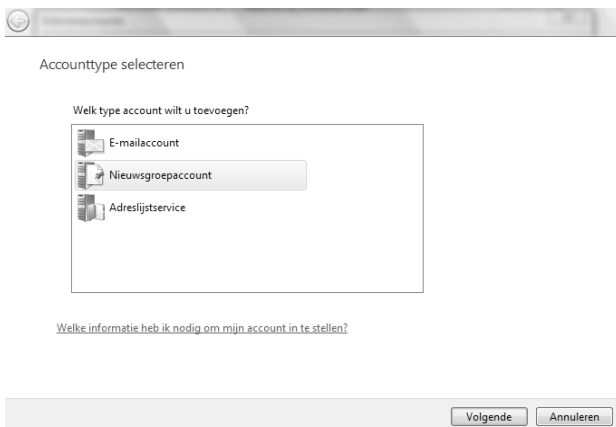 Accounttype selecteren
Welk type account wilt u toevoegen?
E-mailaccount
Nieuwsgroepaccount
Adreslijstservice
Welke informatie heb ik nodig om mijn account in te stellen?
Volgende Annuleren